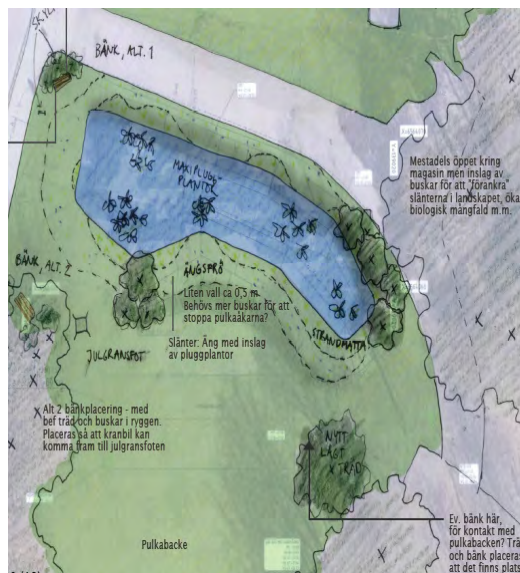 SKYLT
BÄNK, ALT. 1
MAXIPLUGG-
PLANTER
Mestadels öppet kring
magasin men inslag av
buskar för att "förankra"
slänterna i landskapet, öka
biologisk mångfald m.m.
BÄNK, ALT. 2
ÄNGSFRÖ
Liten vall ca 0,5 m
Behövs mer buskar för att
stoppa pulkaåkarna?
STRANDMATTA
Slänter: Äng med inslag
av pluggplantor
JULGRANSFOT
Alt 2 bänkplacering - med
bef träd och buskar i ryggen.
Placeras så att kranbil kan
komma fram till julgransfoten
NYTT
LÅGT
TRÄD
Ev. bänk här,
för kontakt med
pulkabacken? Trä
och bänk placeras
att det finns plats
Pulkabacke